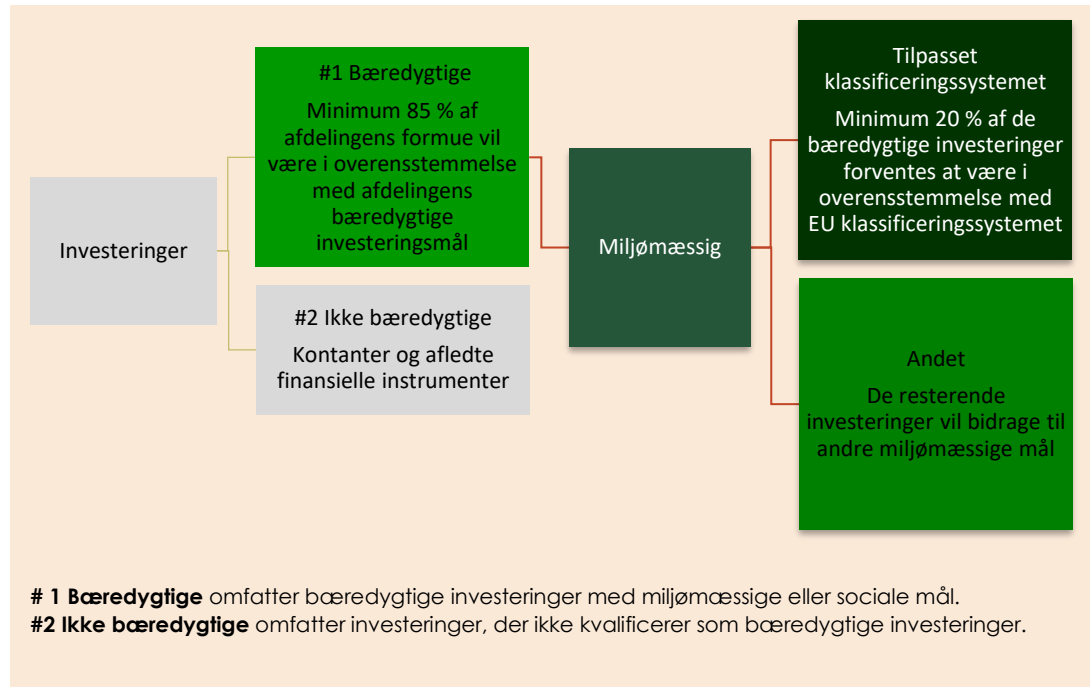 Investeringer
#1 Bæredygtige
Minimum 85 % af
afdelingens formue vil
være i overensstemmelse
med afdelingens
bæredygtige
investeringsmål
#2 Ikke bæredygtige
Kontanter og afledte
finansielle instrumenter
Miljømæssig
Tilpasset
klassificeringssystemet
Minimum 20 % af de
bæredygtige investeringer
forventes at være i
overensstemmelse med
EU klassificeringssystemet
Andet
De resterende
investeringer vil bidrage til
andre miljømæssige mål
# 1 Bæredygtige omfatter bæredygtige investeringer med miljømæssige eller sociale mål.
#2 Ikke bæredygtige omfatter investeringer, der ikke kvalificerer som bæredygtige investeringer.